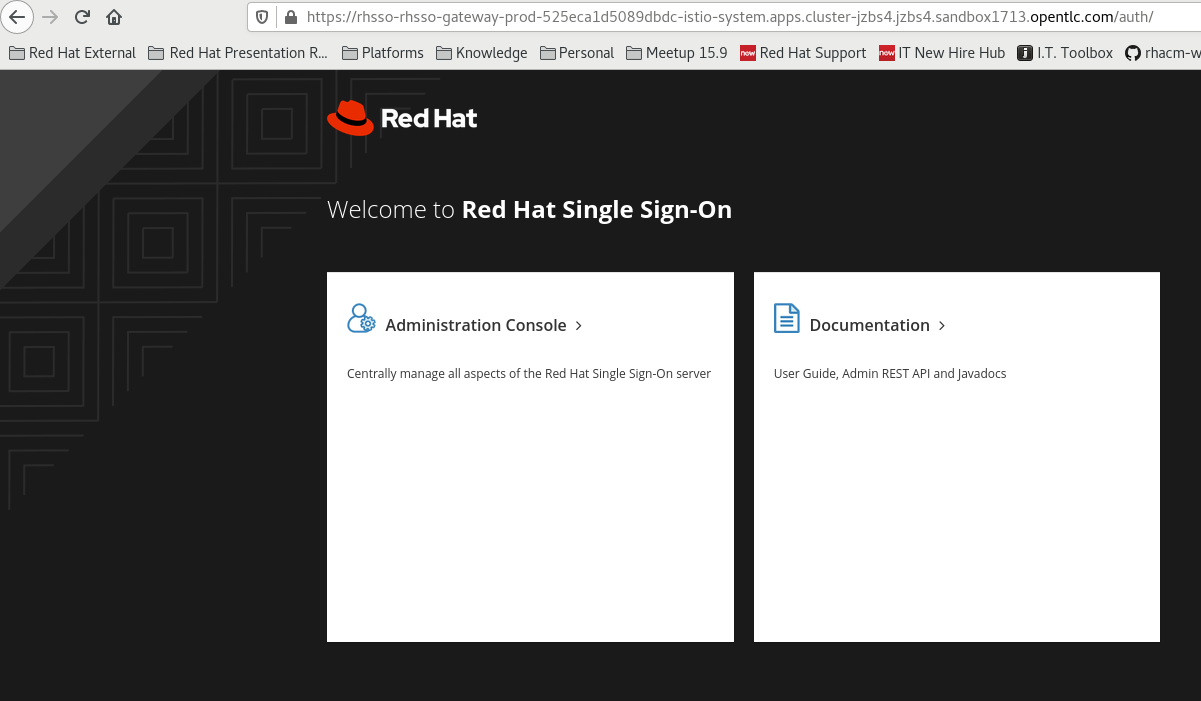 https://rhsso-rhsso-gateway-prod-525eca1d5089dbdc-istio-system.apps.cluster-jzbs4.jzbs4.sandbox1713.opentlc.com/auth/
Red Hat External Red Hat Presentation R... Platforms Knowledge Personal Meetup 15.9 now Red Hat Support now IT New Hire Hub I.T. Toolbox rhacm-w
Red Hat
Welcome to Red Hat Single Sign-On
Administration Console
Documentation
Centrally manage all aspects of the Red Hat Single Sign-On server
User Guide, Admin REST API and Javadocs